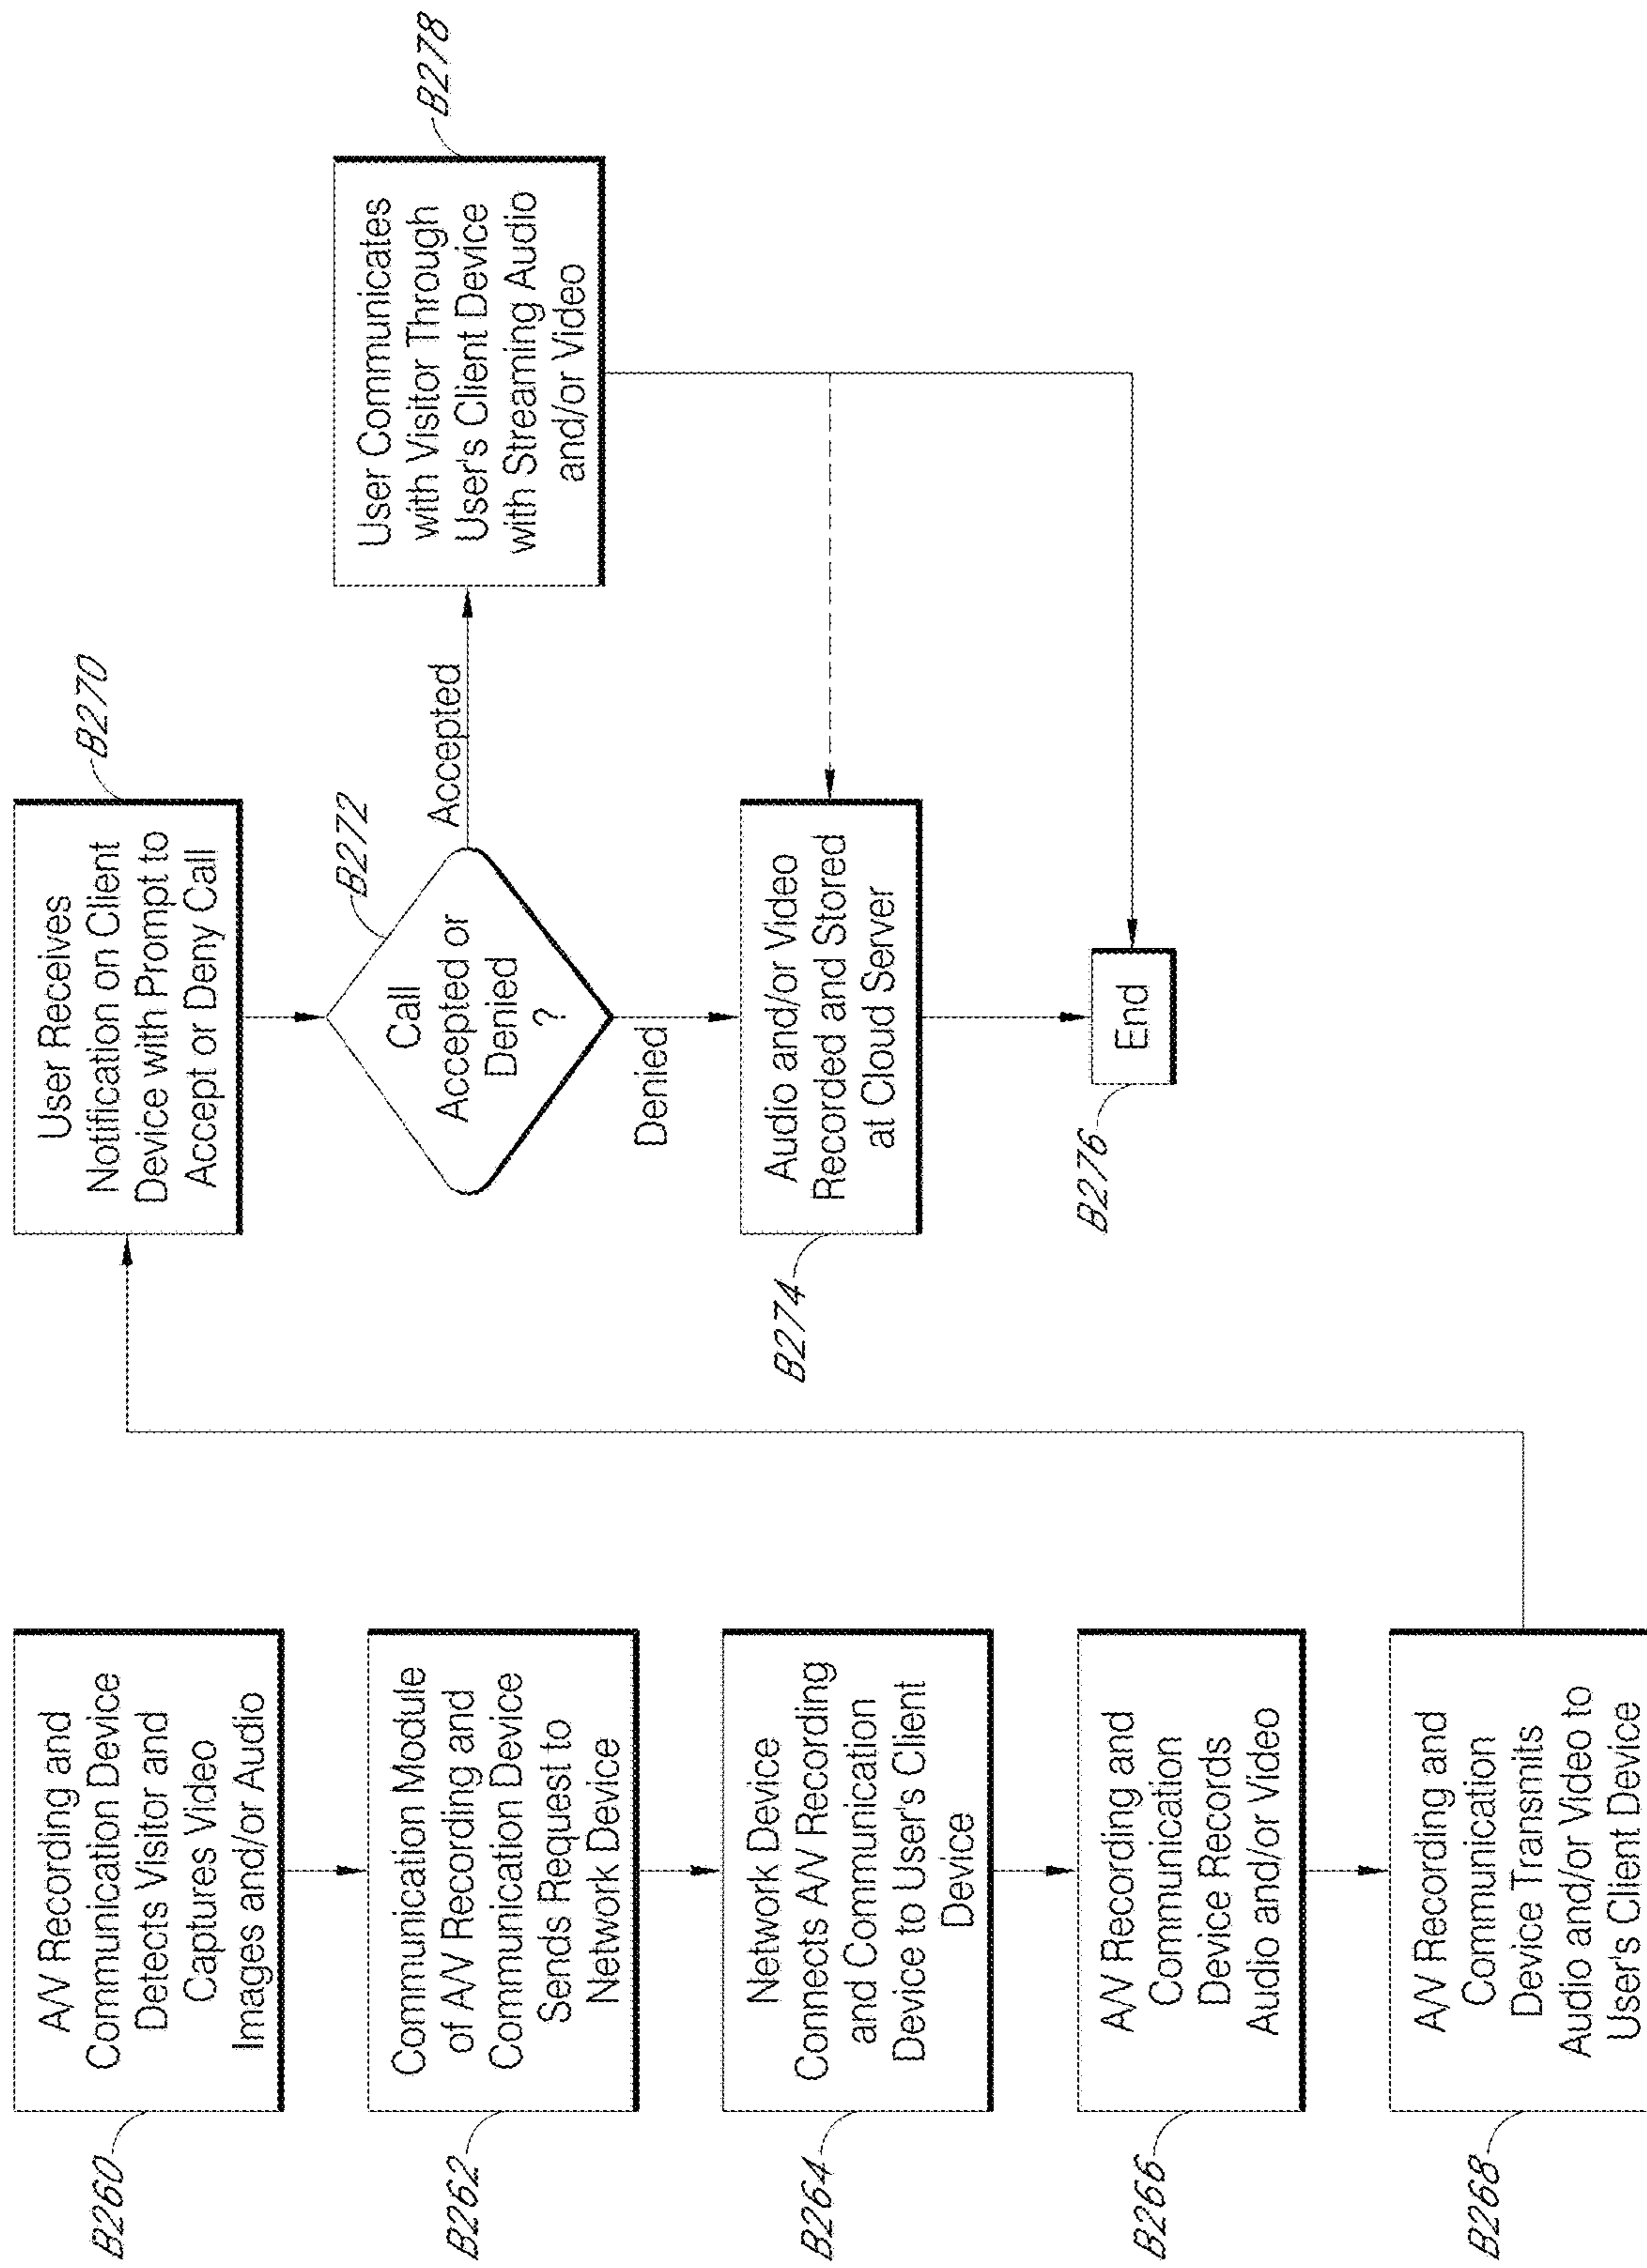 B260
A/V Recording and
Communication Device
Detects Visitor and
Captures Video
Images and/or Audio
B262
Communication Module
of A/V Recording and
Communication Device
Sends Request to
Network Device
B264
Network Device
Connects A/V Recording
and Communication
Device to User's Client
Device
B266
A/V Recording and
Communication
Device Records
Audio and/or Video
B268
A/V Recording and
Communication
Device Transmits
Audio and/or Video to
User's Client Device
B270
User Receives
Notification on Client
Device with Prompt to
Accept or Deny Call
B272
Call
Accepted or
Denied
?
Accepted
Denied
B278
User Communicates
with Visitor Through
User's Client Device
with Streaming Audio
and/or Video
B274
Audio and/or Video
Recorded and Stored
at Cloud Server
B276
End